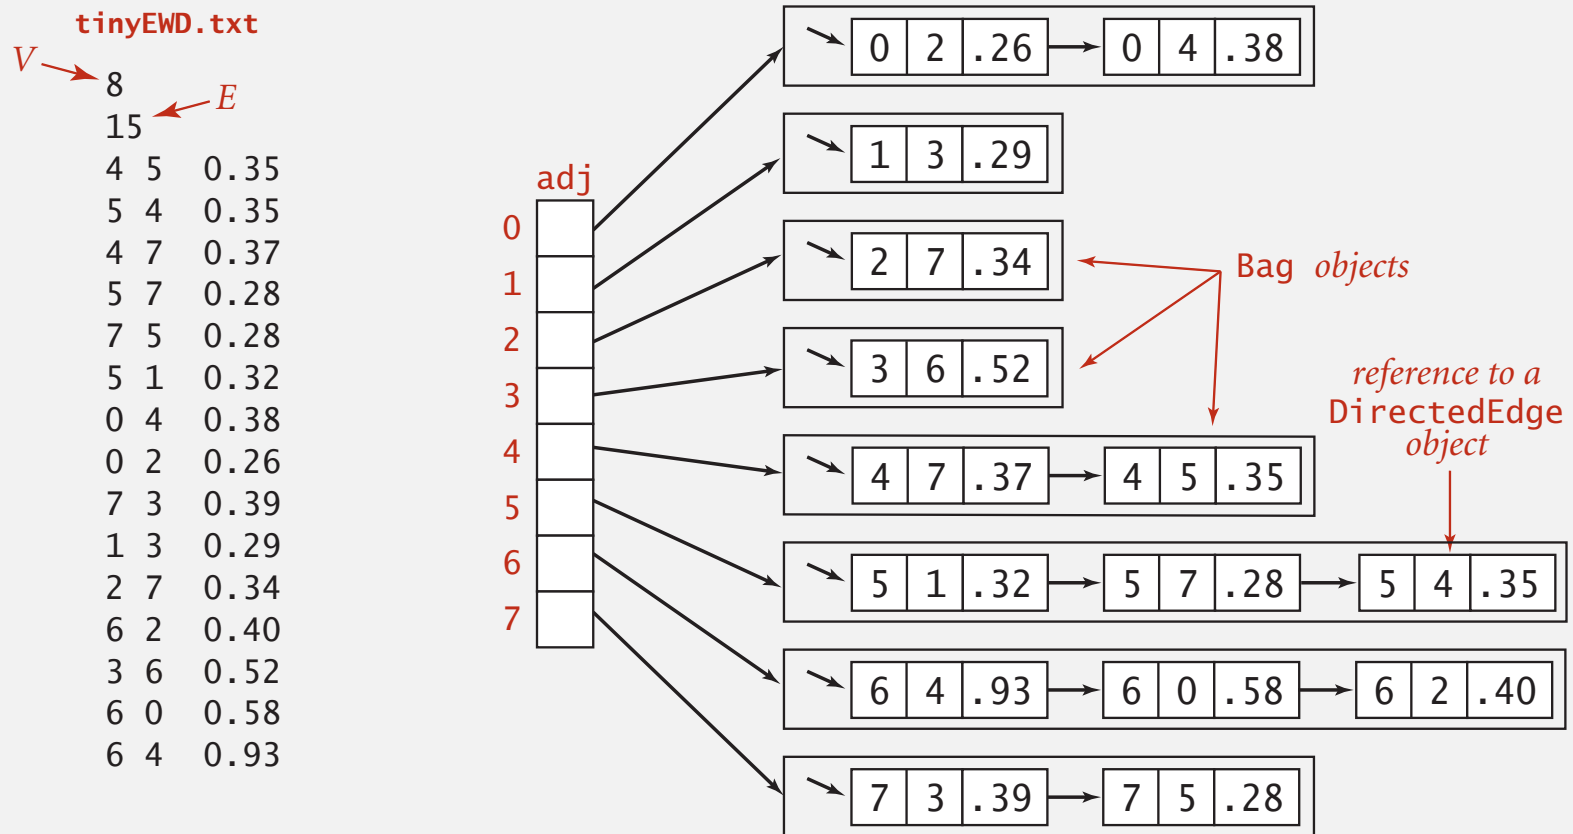 tinyEWD.txt
V
8
E
15
4 5 0.35
5 4 0.35
4 7 0.37
5 7 0.28
7 5 0.28
5 1 0.32
0 4 0.38
0 2 0.26
7 3 0.39
1 3 0.29
2 7 0.34
6 2 0.40
3 6 0.52
6 0 0.58
6 4 0.93
adj
0
1
2
3
4
5
6
7
0 2 .26 0 4 .38
1 3 .29
2 7 .34
3 6 .52
4 7 .37 4 5 .35
5 1 .32 5 7 .28 5 4 .35
6 4 .93 6 0 .58 6 2 .40
7 3 .39 7 5 .28
Bag objects
reference to a
DirectedEdge
object